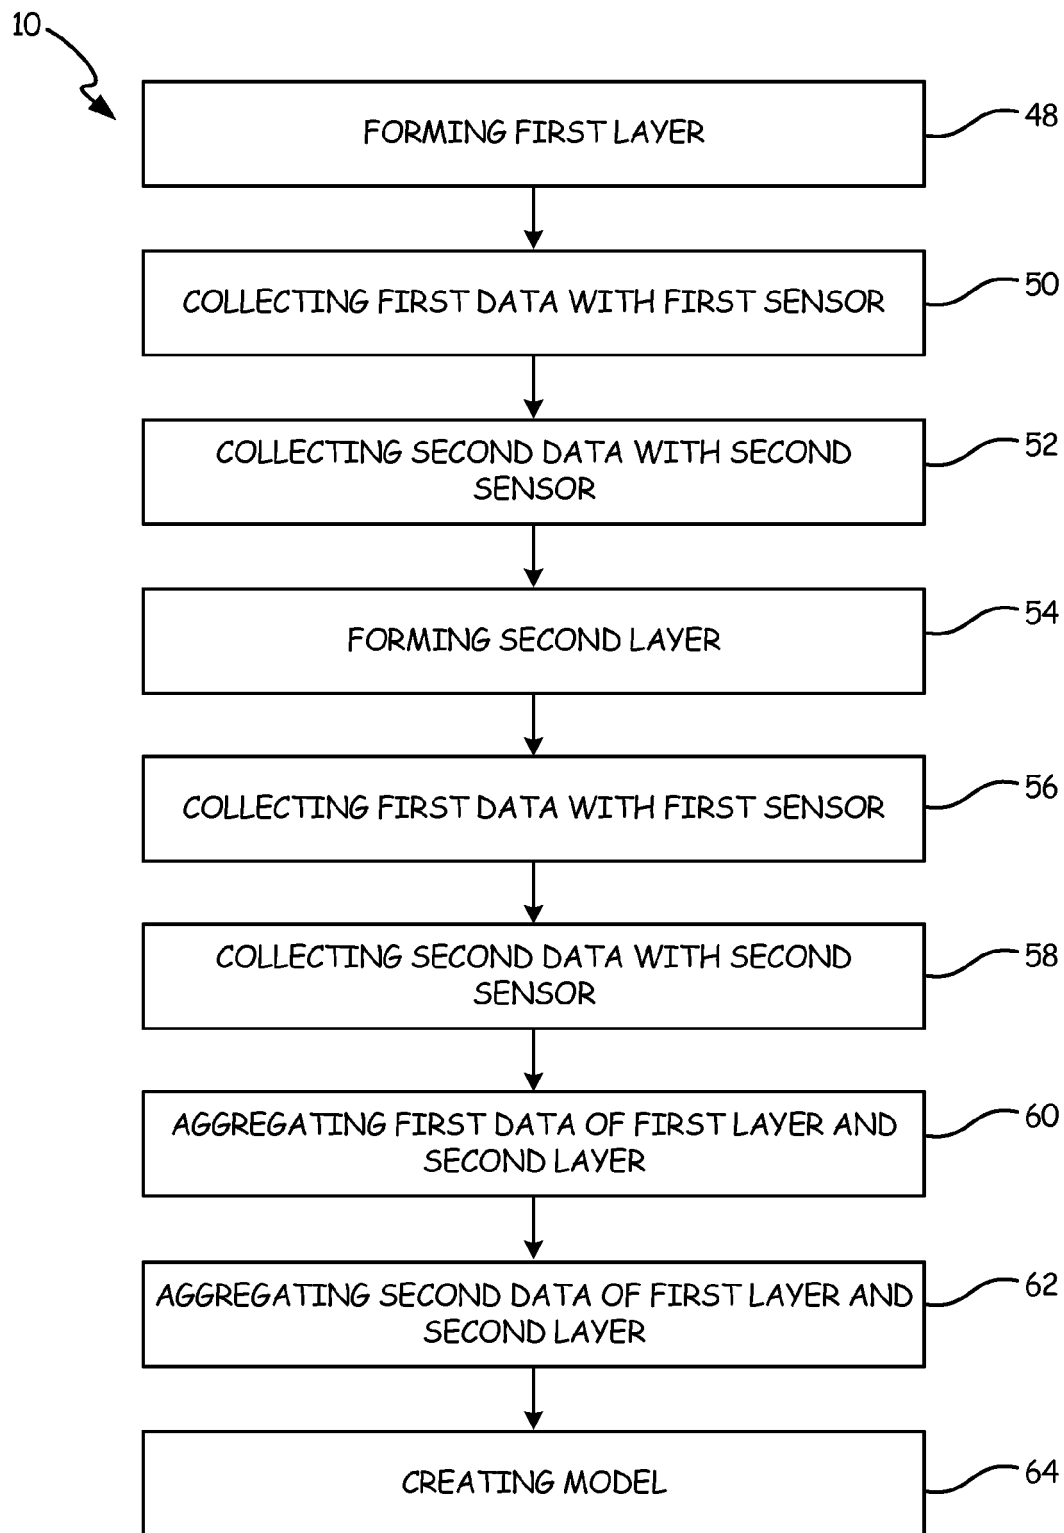 10
FORMING FIRST LAYER
48
COLLECTING FIRST DATA WITH FIRST SENSOR
50
COLLECTING SECOND DATA WITH SECOND
SENSOR
52
FORMING SECOND LAYER
54
COLLECTING FIRST DATA WITH FIRST SENSOR
56
COLLECTING SECOND DATA WITH SECOND
SENSOR
58
AGGREGATING FIRST DATA OF FIRST LAYER AND
SECOND LAYER
60
AGGREGATING SECOND DATA OF FIRST LAYER AND
SECOND LAYER
62
CREATING MODEL
64